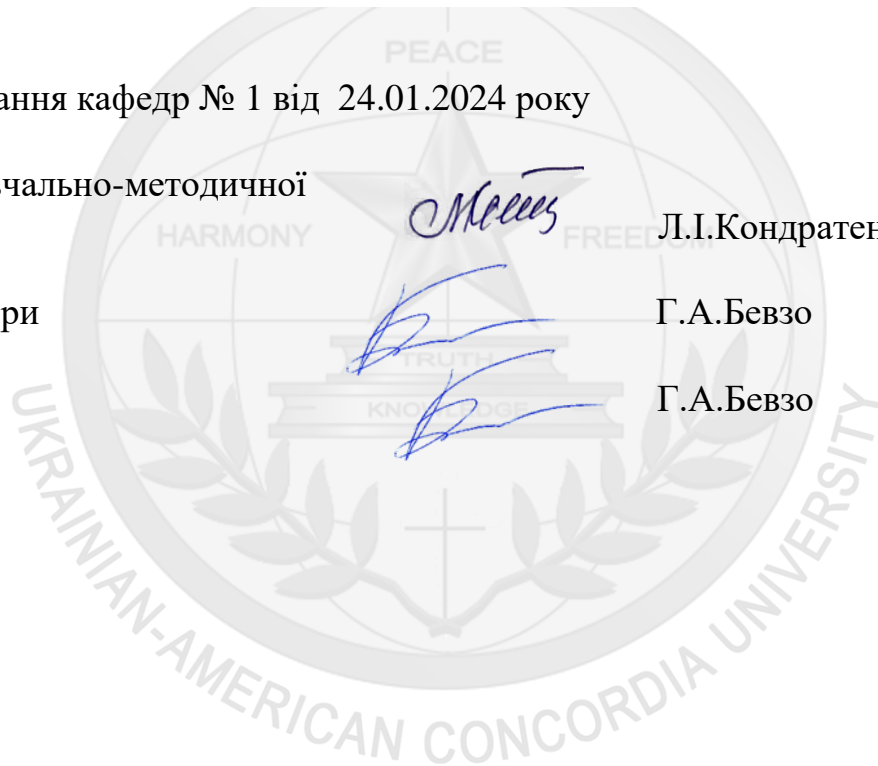 PEACE
ання кафедр № 1 від 24.01.2024 року
чально-методичної
HARMONY
FREEDOM
Л.І.Кондратен
ри
Г.А.Бевзо
TRUTH
KNOWLEDGE
Г.А.Бевзо
UKRAINIAN-AMERICAN CONCORDIA UNIVERSITY